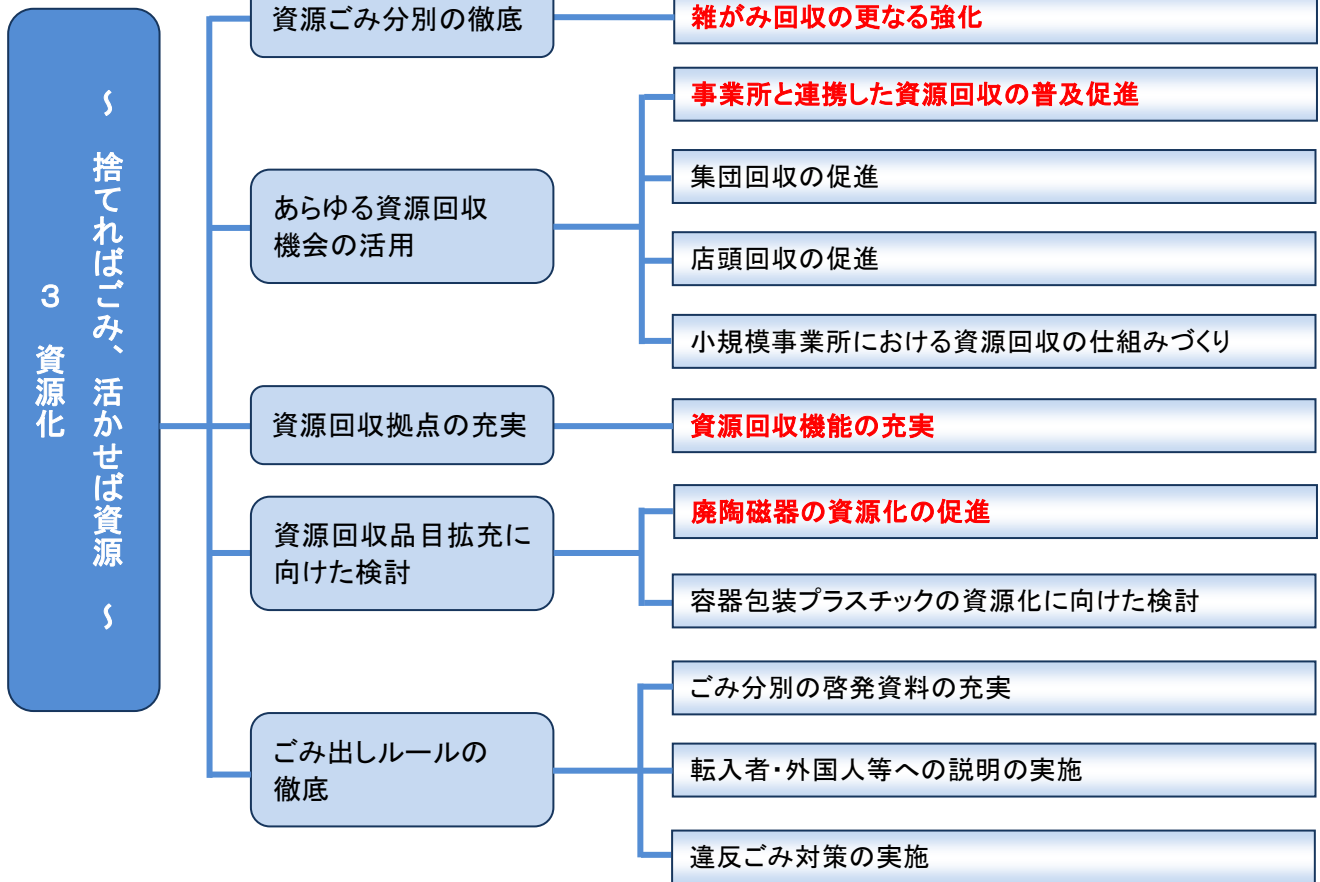 ～　捨てればごみ、活かせば資源　～
３　資源化
資源ごみ分別の徹底
雑がみ回収の更なる強化
あらゆる資源回収
機会の活用
事業所と連携した資源回収の普及促進
集団回収の促進
店頭回収の促進
小規模事業所における資源回収の仕組みづくり
資源回収拠点の充実
資源回収機能の充実
資源回収品目拡充に
向けた検討
廃陶磁器の資源化の促進
容器包装プラスチックの資源化に向けた検討
ごみ出しルールの
徹底
ごみ分別の啓発資料の充実
転入者・外国人等への説明の実施
違反ごみ対策の実施